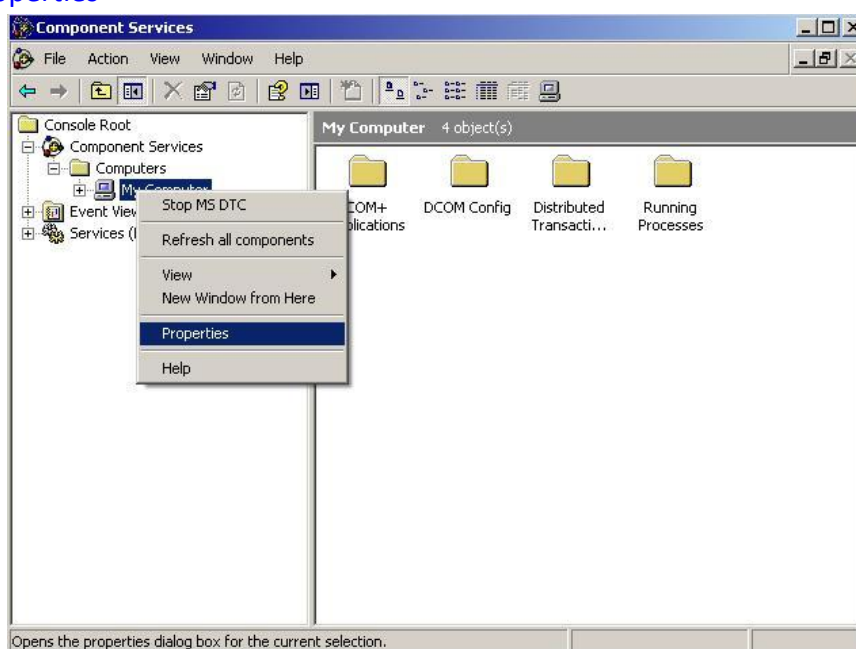 Component Services
File Action View Window Help
Console Root
Component Services
Computers
My Computer
Event View
Services (
My Computer 4 object(s)
COM+
DCOM Config
Distributed
Transacti...
Running
Processes
Stop MS DTC
Refresh all components
View
New Window from Here
Properties
Help
Opens the properties dialog box for the current selection.